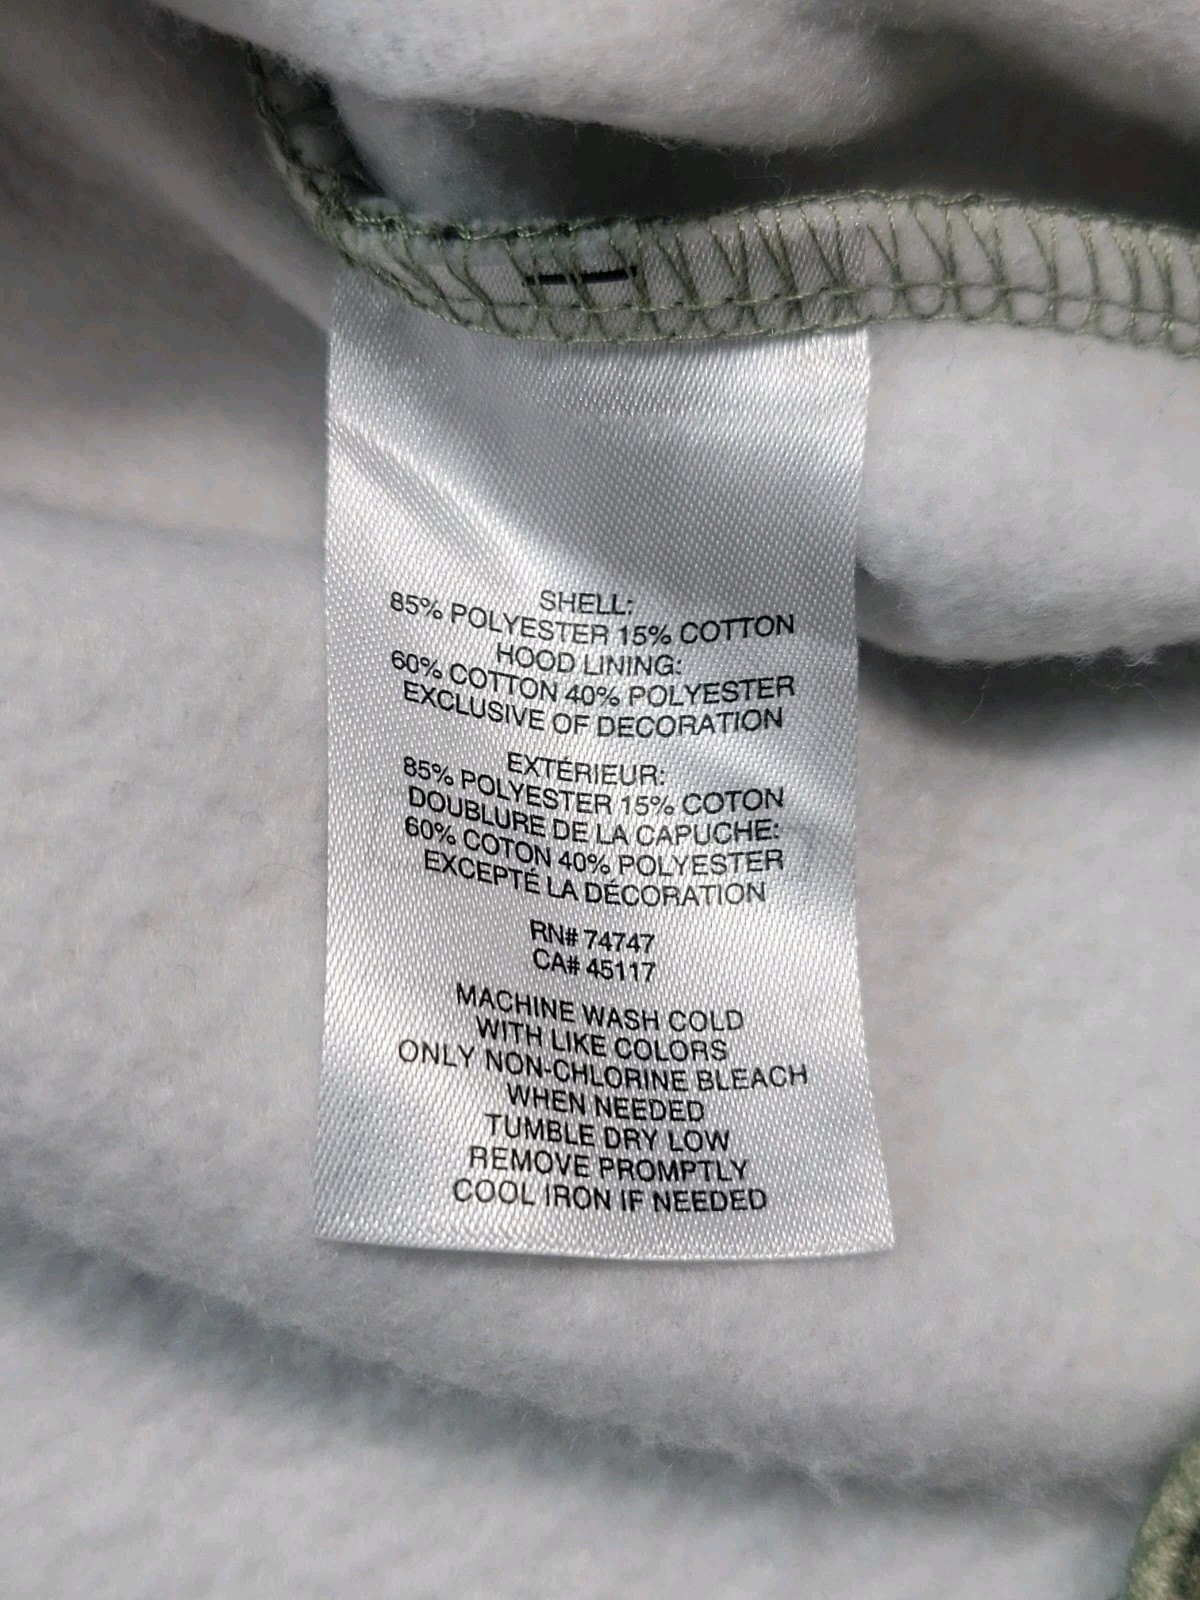 SHELL:
85% POLYESTER 15% COTTON
HOOD LINING:
60% COTTON 40% POLYESTER
EXCLUSIVE OF DECORATION
EXTÉRIEUR:
85% POLYESTER 15% COTON
DOUBLURE DE LA CAPUCHE:
60% COTON 40% POLYESTER
EXCEPTÉ LA DÉCORATION
RN# 74747
CA# 45117
MACHINE WASH COLD
WITH LIKE COLORS
ONLY NON-CHLORINE BLEACH
WHEN NEEDED
TUMBLE DRY LOW
REMOVE PROMPTLY
COOL IRON IF NEEDED